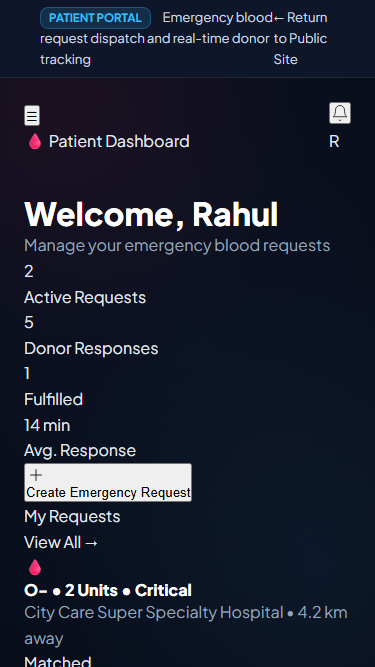 PATIENT PORTAL Emergency blood request dispatch and real-time donor tracking
← Return to Public Site
☰
🩸 Patient Dashboard
R
Welcome, Rahul
Manage your emergency blood requests
2
Active Requests
5
Donor Responses
1
Fulfilled
14 min
Avg. Response
+
Create Emergency Request
My Requests
View All →
🩸
O− • 2 Units • Critical
City Care Super Specialty Hospital • 4.2 km
away
Matched